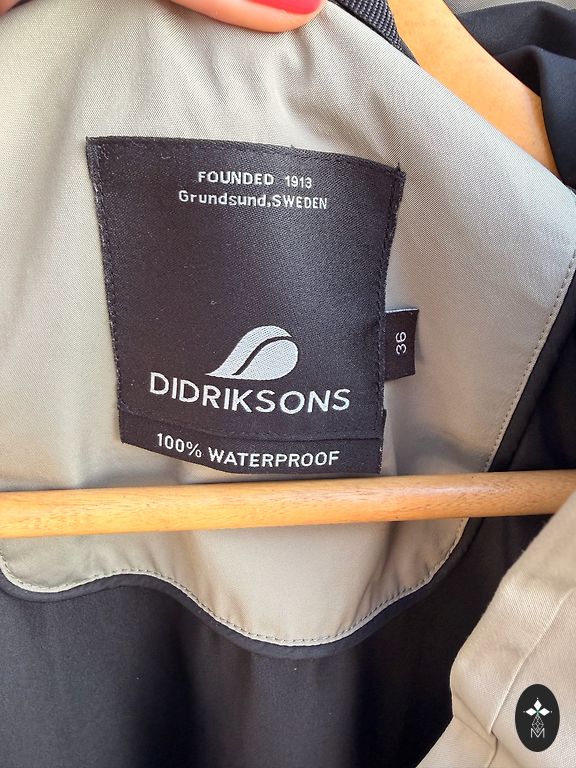 FOUNDED 1913
Grundsund,SWEDEN
DIDRIKSONS
36
100% WATERPROOF
M